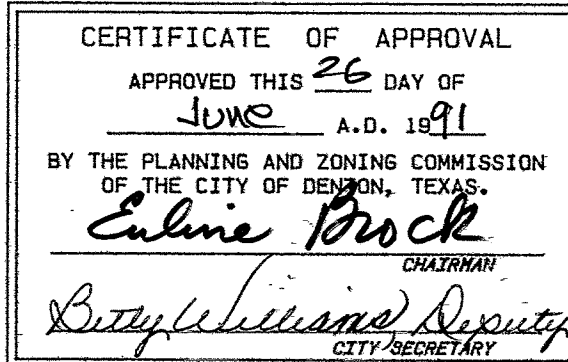 CERTIFICATE OF APPROVAL
APPROVED THIS 26 DAY OF
June A.D. 1991
BY THE PLANNING AND ZONING COMMISSION
OF THE CITY OF DENTON, TEXAS.
Euline Brock
CHAIRMAN
Betty Williams, Deputy
CITY SECRETARY